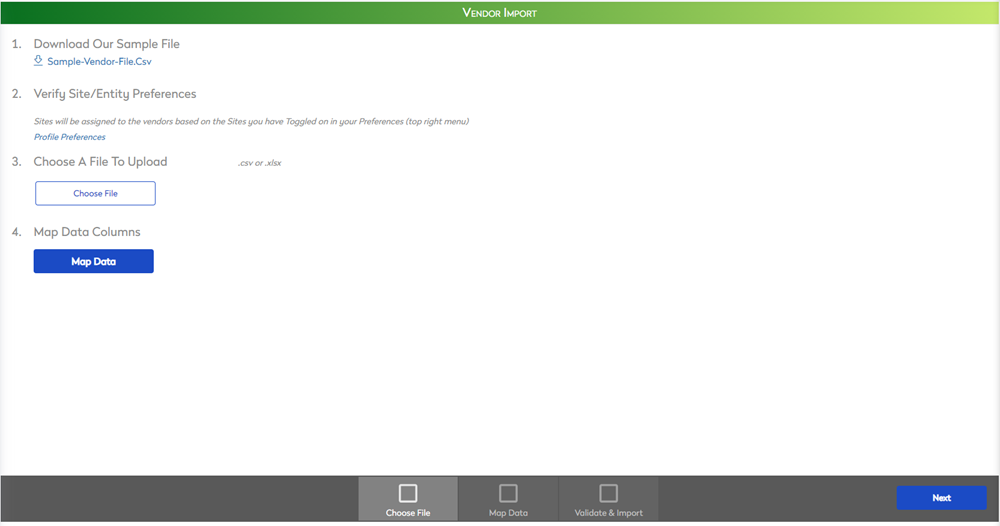 Vendor Import
1. Download Our Sample File
Sample-Vendor-File.Csv
2. Verify Site/Entity Preferences
Sites will be assigned to the vendors based on the Sites you have Toggled on in your Preferences (top right menu)
Profile Preferences
3. Choose A File To Upload .csv or .xlsx
Choose File
4. Map Data Columns
Map Data
Choose File Map Data Validate & Import Next